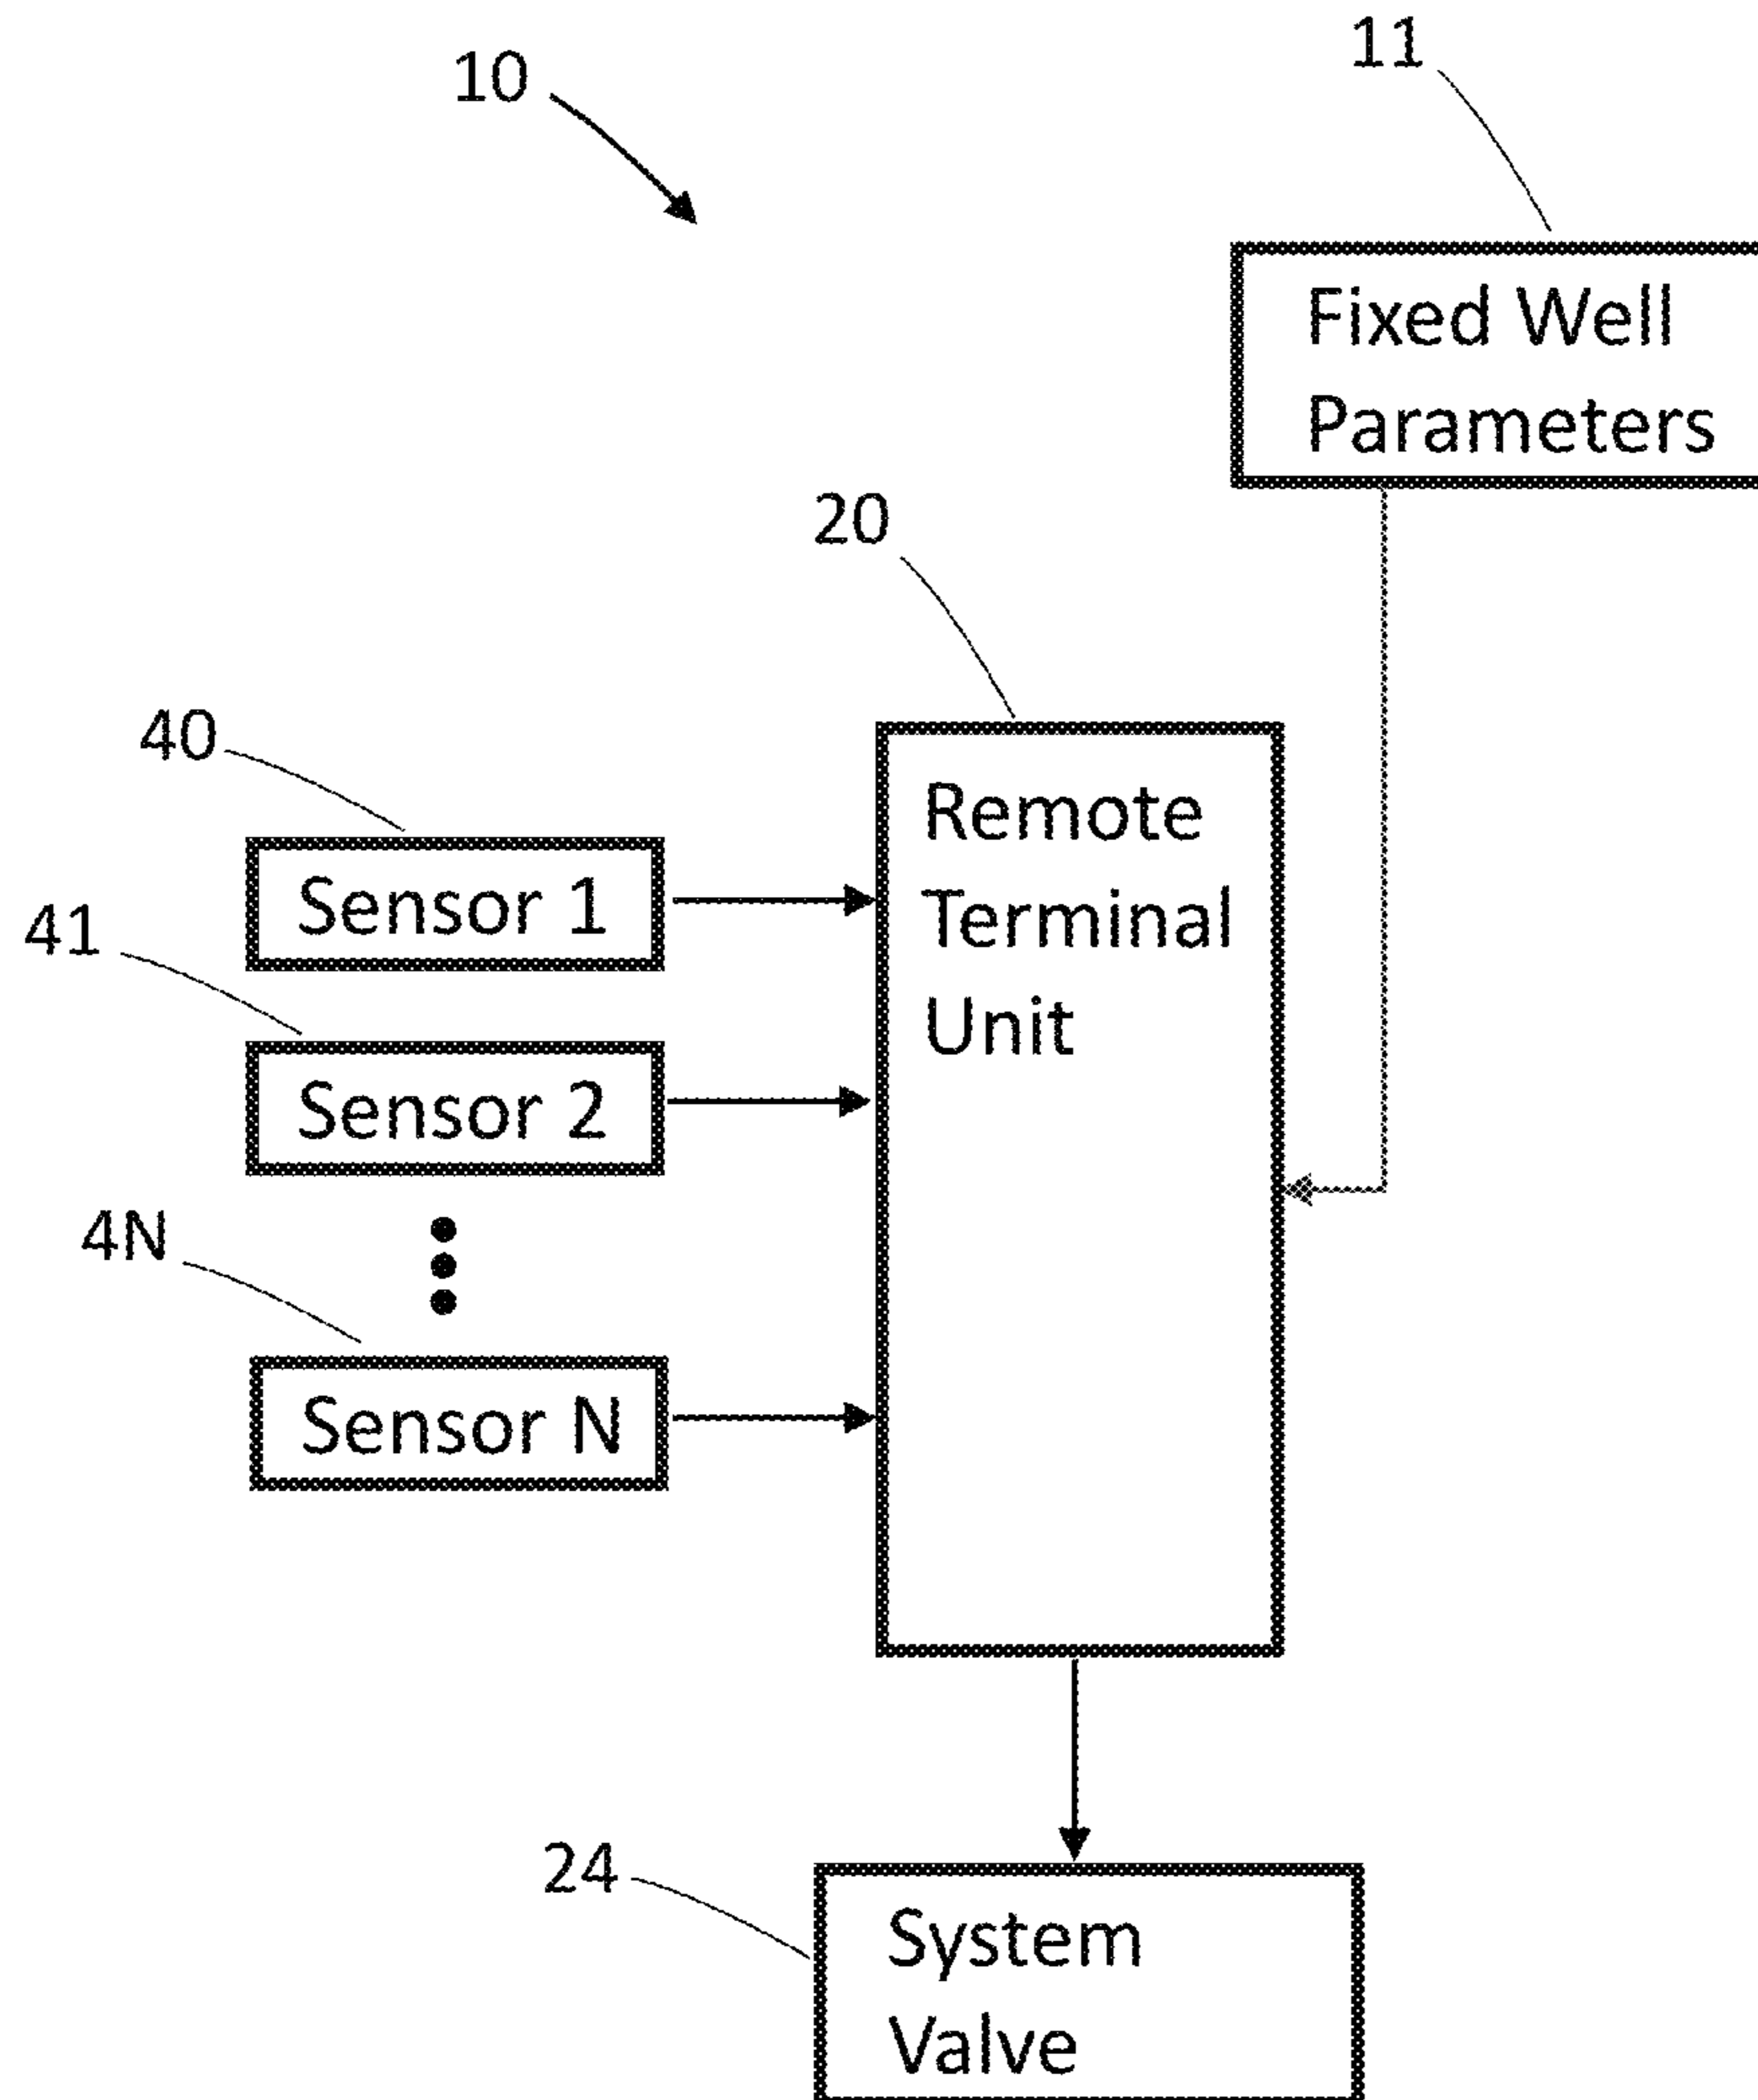 10
11
Fixed Well
Parameters
20
40
Remote
Terminal
Unit
Sensor 1
41
Sensor 2
4N
Sensor N
24
System
Valve